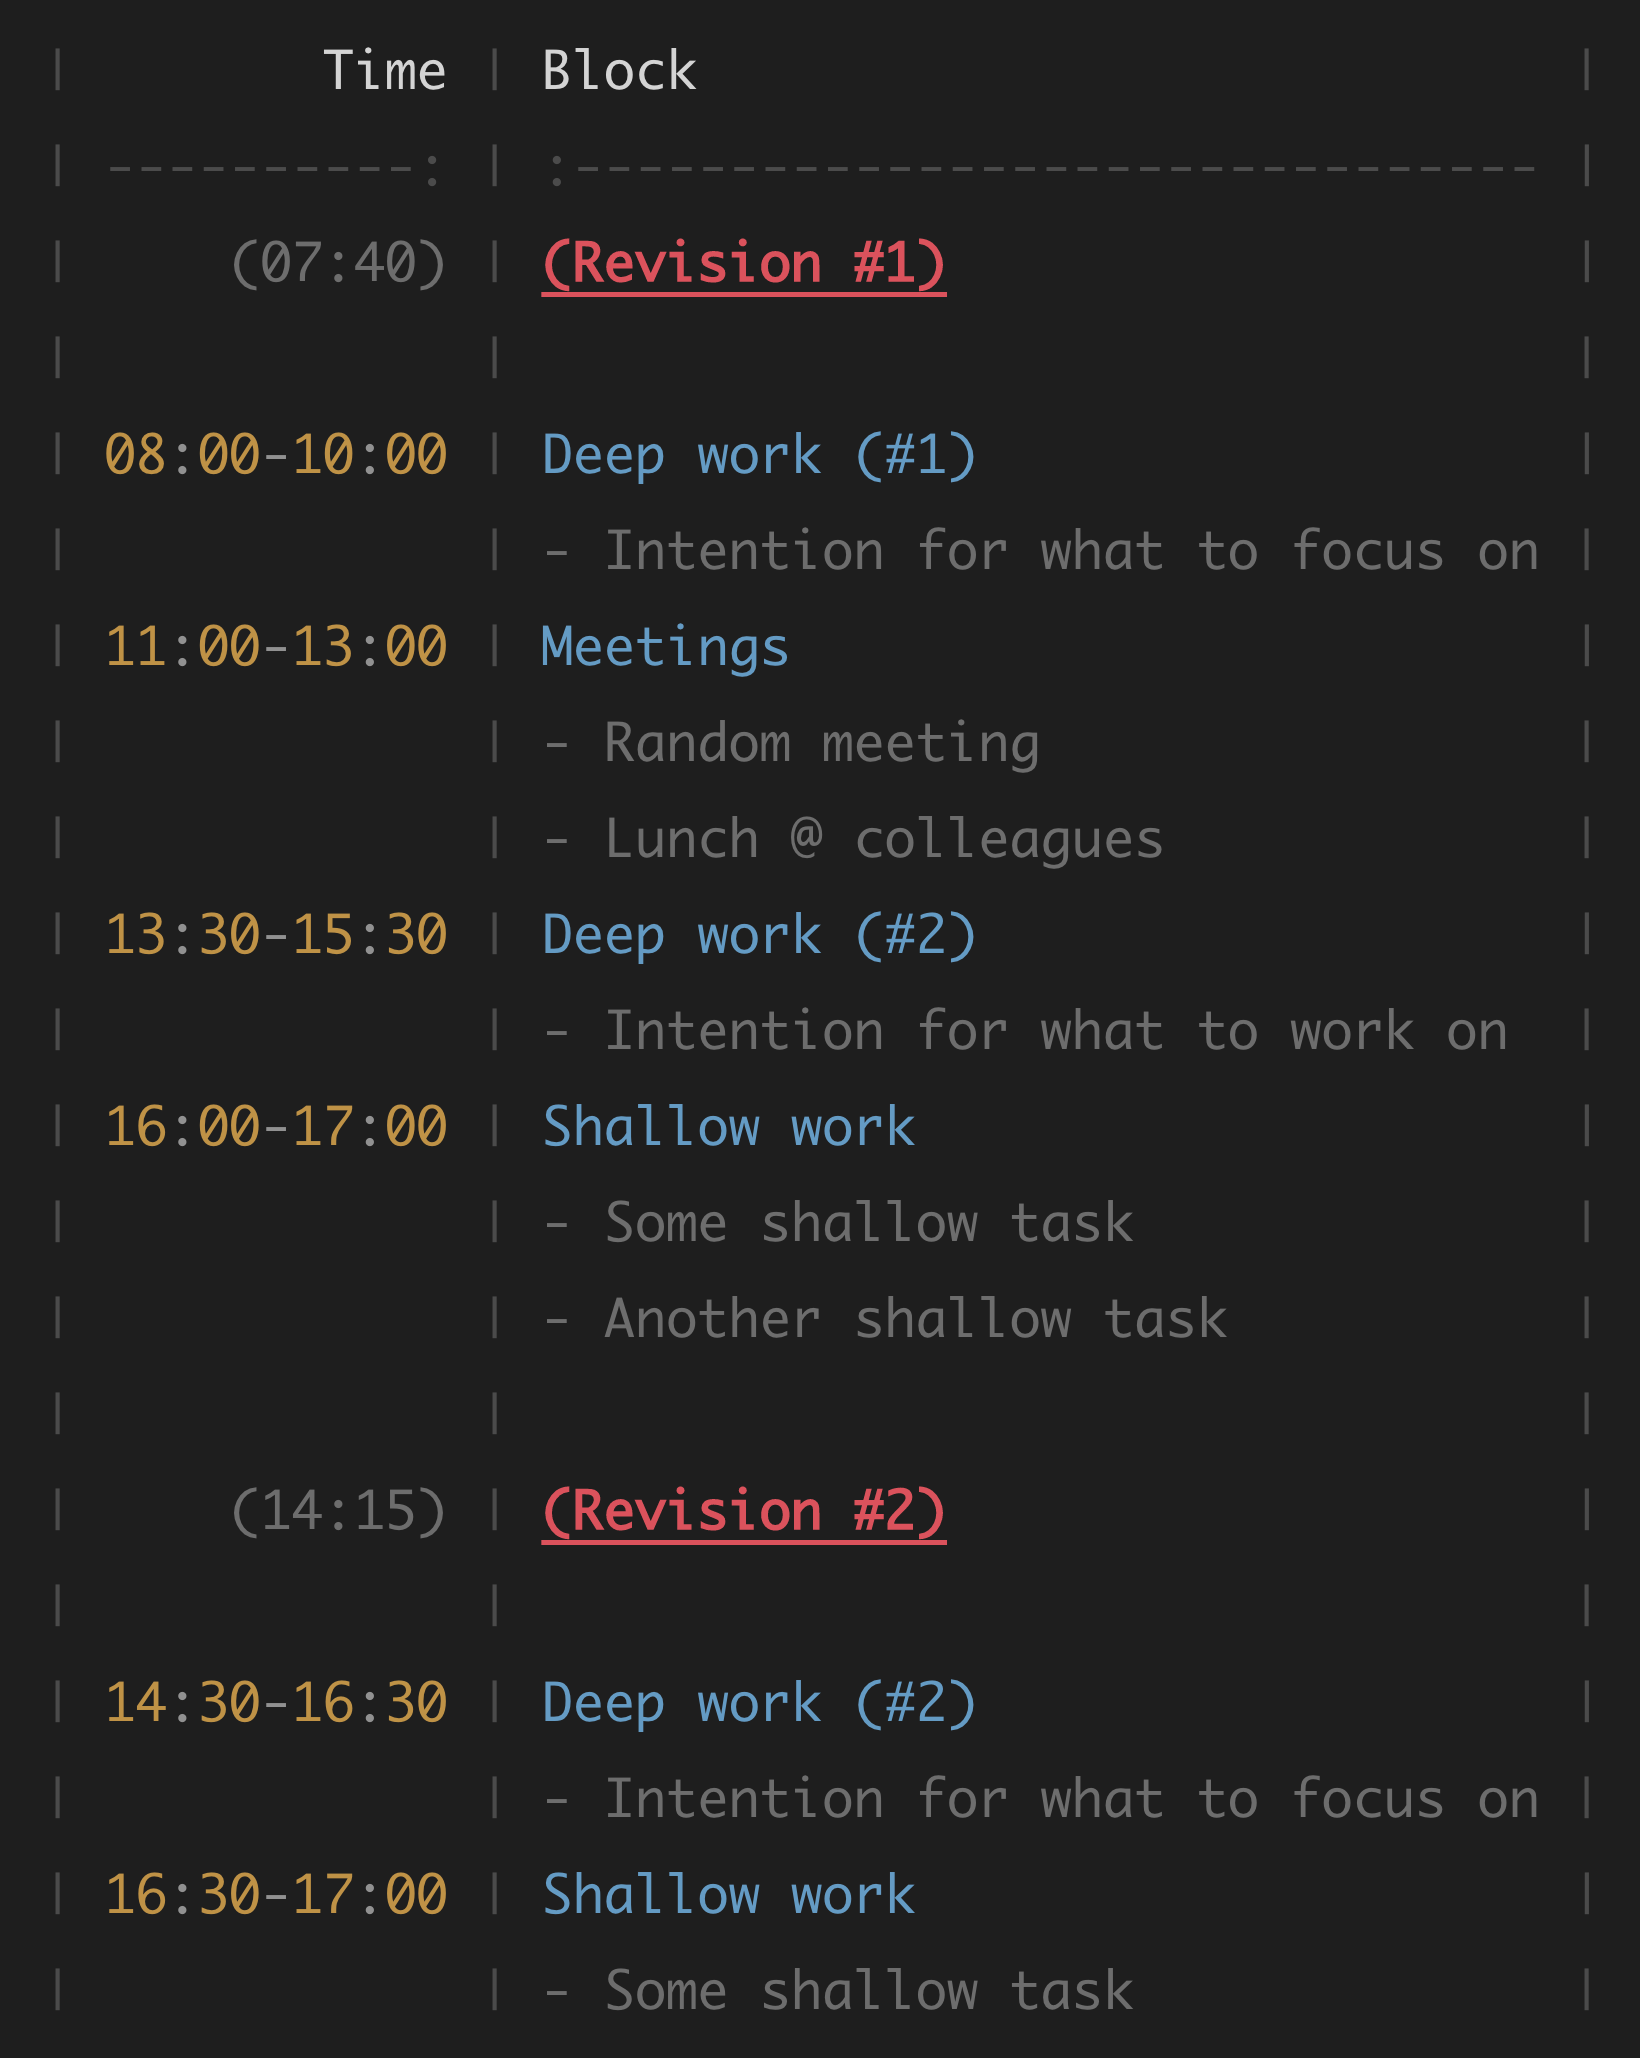 |       Time | Block                            |
| ----------: | :------------------------------- |
|    (07:40) | (Revision #1)                    |
|            |                                  |
| 08:00-10:00 | Deep work (#1)                   |
|            | - Intention for what to focus on |
| 11:00-13:00 | Meetings                         |
|            | - Random meeting                 |
|            | - Lunch @ colleagues             |
| 13:30-15:30 | Deep work (#2)                   |
|            | - Intention for what to work on  |
| 16:00-17:00 | Shallow work                     |
|            | - Some shallow task              |
|            | - Another shallow task           |
|            |                                  |
|    (14:15) | (Revision #2)                    |
|            |                                  |
| 14:30-16:30 | Deep work (#2)                   |
|            | - Intention for what to focus on |
| 16:30-17:00 | Shallow work                     |
|            | - Some shallow task              |